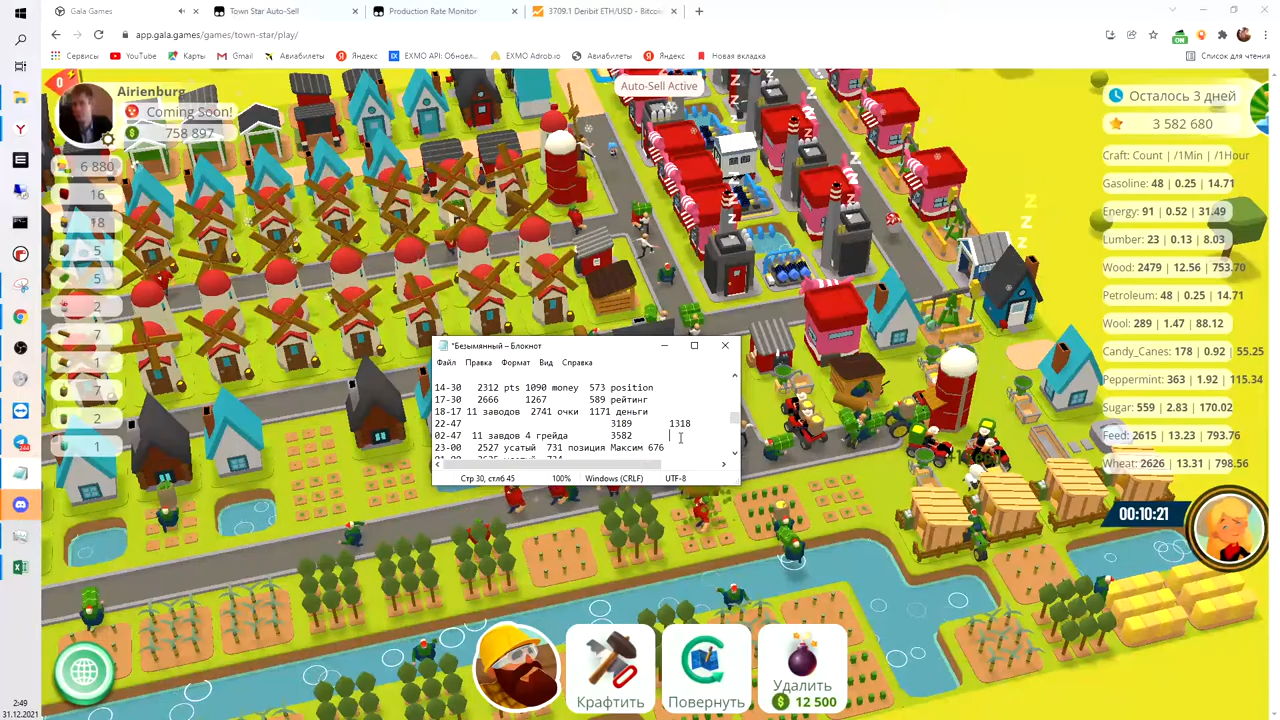 Gala Games
Town Star Auto-Sell
Production Rate Monitor
3709.1 Deribit ETH/USD - Bitcoin
app.gala.games/games/town-star/play/
Сервисы
YouTube
Карты
Gmail
Авиабилеты
Яндекс
EXMO API: Обновл...
EXMO Adrob.io
Авиабилеты
Яндекс
Новая вкладка
Список для чтения
ON
0
Airienburg
Coming Soon!
758 897
6 880
16
18
5
5
2
7
1
7
2
1
Auto-Sell Active
Осталось 3 дней
3 582 680
Craft: Count | /1Min | /1Hour
Gasoline: 48 | 0.25 | 14.71
Energy: 91 | 0.52 | 31.49
Lumber: 23 | 0.13 | 8.03
Wood: 2479 | 12.56 | 753.70
Petroleum: 48 | 0.25 | 14.71
Wool: 289 | 1.47 | 88.12
Candy_Canes: 178 | 0.92 | 55.25
Peppermint: 363 | 1.92 | 115.34
Sugar: 559 | 2.83 | 170.02
Feed: 2615 | 13.23 | 793.76
Wheat: 2626 | 13.31 | 798.56
00:10:21
*Безымянный – Блокнот
Файл Правка Формат Вид Справка
14-30 2312 pts 1090 money 573 position
17-30 2666 1267 589 рейтинг
18-17 11 заводов 2741 очки 1171 деньги
22-47 3189 1318
02-47 11 завдов 4 грейда 3582
23-00 2527 усатый 731 позиция Максим 676
Стр 30, стлб 45 100% Windows (CRLF) UTF-8
Крафтить
Повернуть
Удалить
12 500
2:49
31.12.2021